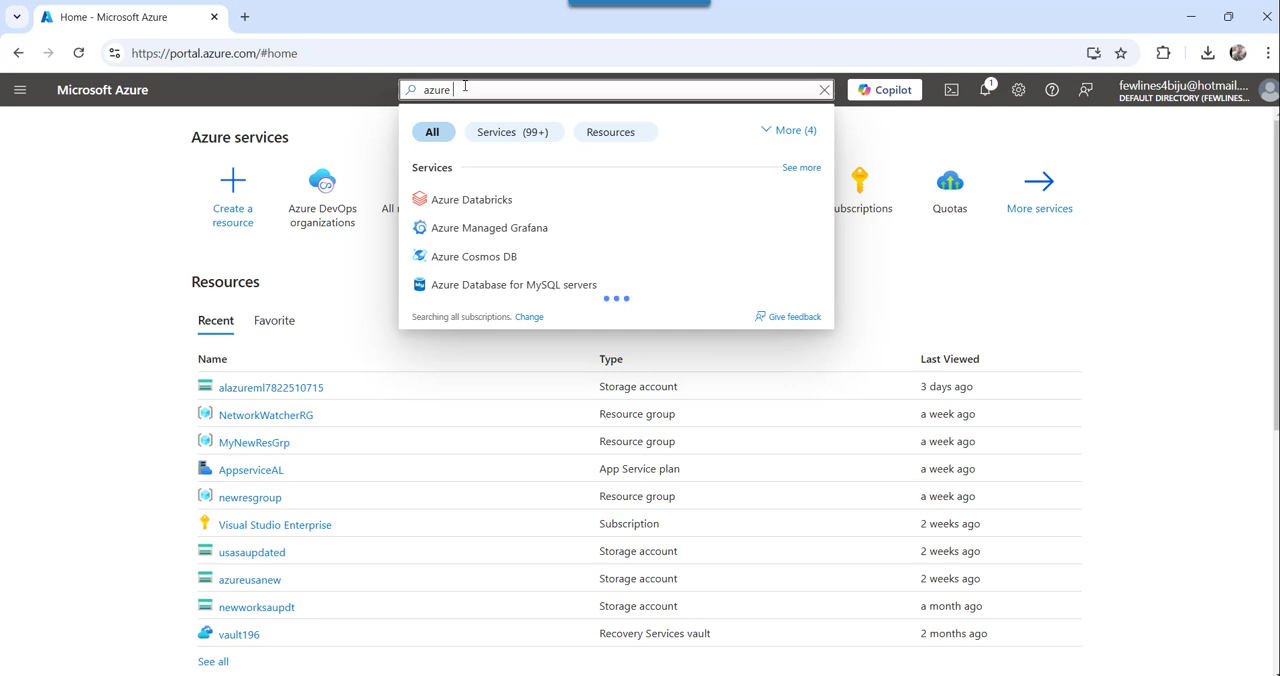 Home - Microsoft Azure
https://portal.azure.com/#home
Microsoft Azure
azure
Copilot
1
fewlines4biju@hotmail....
DEFAULT DIRECTORY (FEWLINES...
All
Services (99+)
Resources
More (4)
Services
See more
Azure Databricks
Azure Managed Grafana
Azure Cosmos DB
Azure Database for MySQL servers
Searching all subscriptions. Change
Give feedback
Azure services
Create a
resource
Azure DevOps
organizations
All
ubscriptions
Quotas
More services
Resources
Recent
Favorite
Name Type Last Viewed
alazureml7822510715 Storage account 3 days ago
NetworkWatcherRG Resource group a week ago
MyNewResGrp Resource group a week ago
AppserviceAL App Service plan a week ago
newresgroup Resource group a week ago
Visual Studio Enterprise Subscription 2 weeks ago
usasaupdated Storage account 2 weeks ago
azureusanew Storage account 2 weeks ago
newworksaupdt Storage account a month ago
vault196 Recovery Services vault 2 months ago
See all